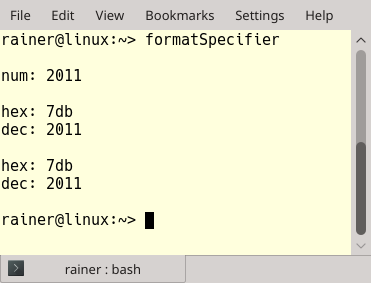 File Edit View Bookmarks Settings Help
rainer@linux:~> formatSpecifier
num: 2011
hex: 7db
dec: 2011
hex: 7db
dec: 2011
rainer@linux:~>
rainer : bash